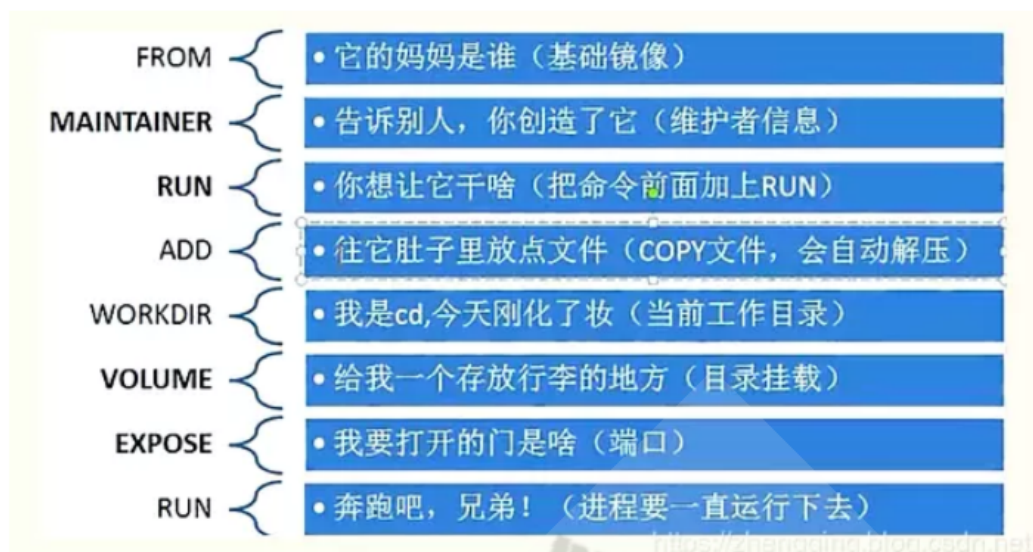 FROM
• 它的妈妈是谁（基础镜像）
MAINTAINER
• 告诉别人，你创造了它（维护者信息）
RUN
• 你想让它干啥（把命令前面加上RUN）
ADD
• 往它肚子里放点文件（COPY文件，会自动解压）
WORKDIR
• 我是cd,今天刚化了妆（当前工作目录）
VOLUME
• 给我一个存放行李的地方（目录挂载）
EXPOSE
• 我要打开的门是啥（端口）
RUN
• 奔跑吧，兄弟！（进程要一直运行下去）
https://zhengqing.blog.csdn.net